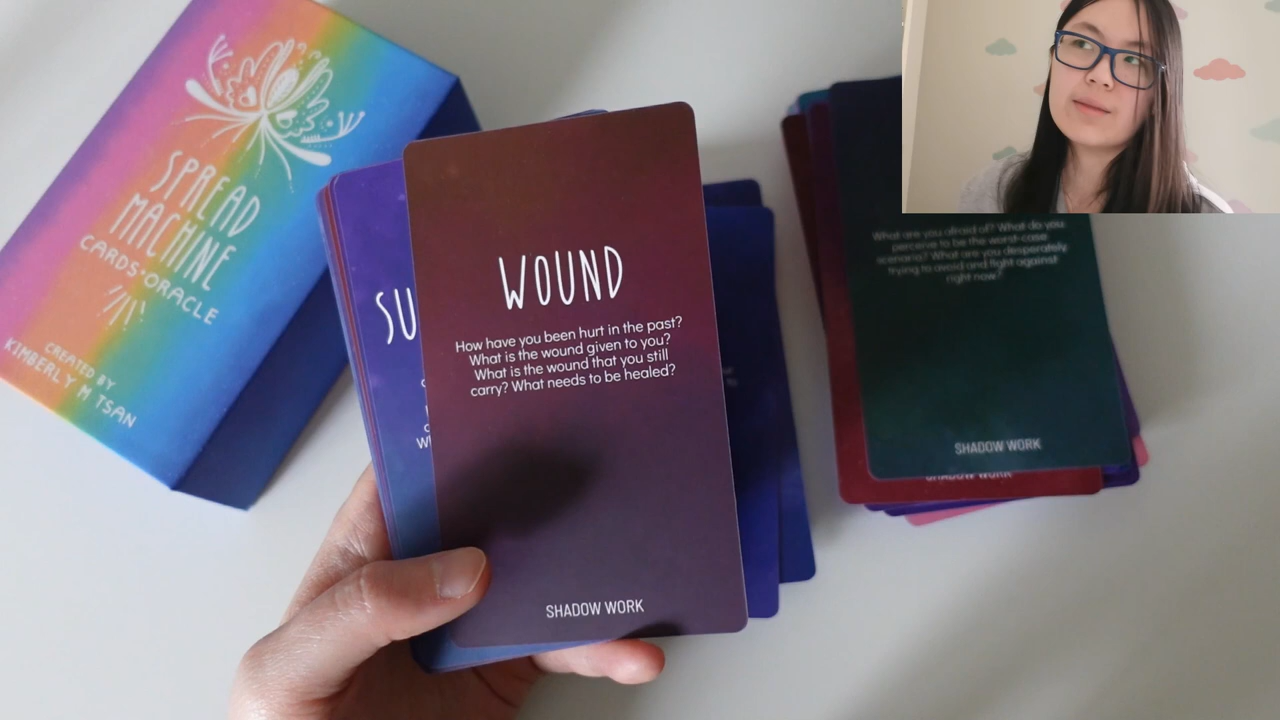 SPREAD
MACHINE
CARDS·ORACLE
CREATED BY
KIMBERLY M TSAN
SU
WOUND
How have you been hurt in the past?
What is the wound given to you?
What is the wound that you still
carry? What needs to be healed?
SHADOW WORK
What are you afraid of? What do you
perceive to be the worst-case
scenario? What are you desperately
trying to avoid and fight against
right now?
SHADOW WORK
SHADOW WORK